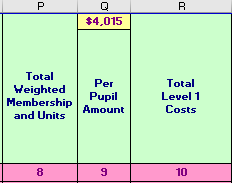 P Q R
$4,015
Total
Weighted
Membership
and Units
Per
Pupil
Amount
Total
Level 1
Costs
8 9 10